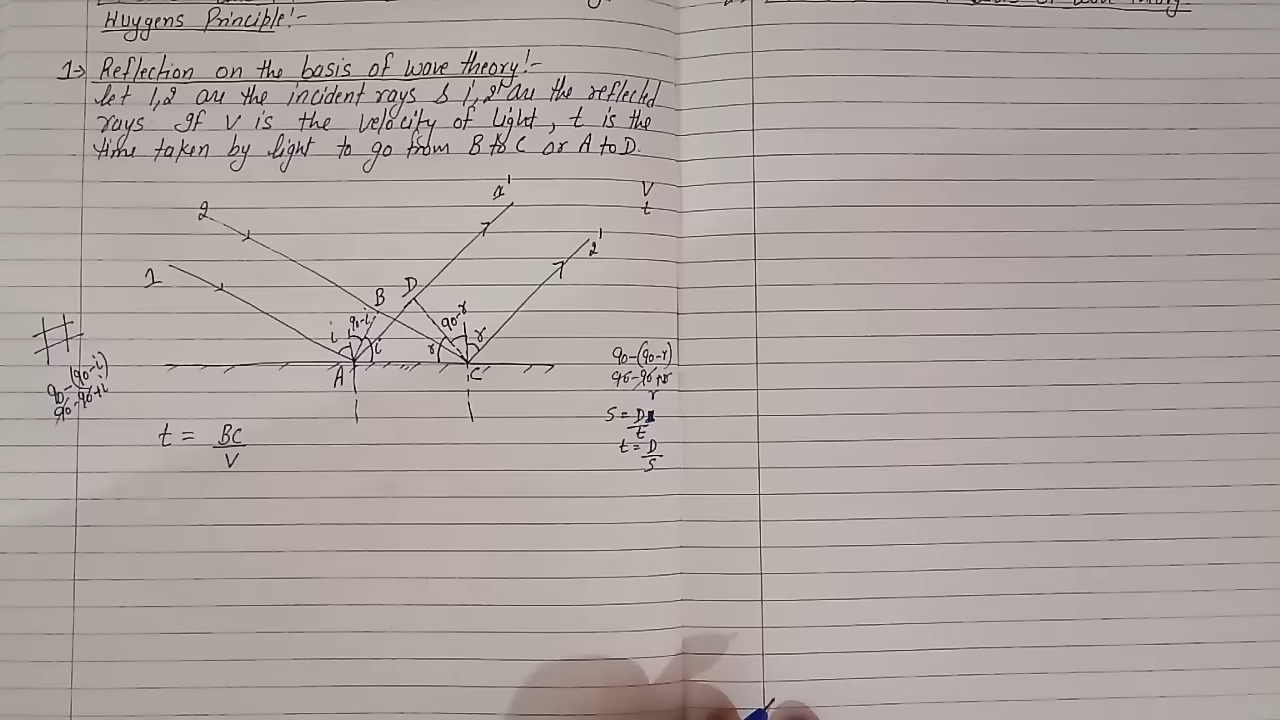 Huygens Principle!-
1→ Reflection on the basis of wave theory!-
let 1,2 are the incident rays & 1', 2' are the reflected
rays If V is the velocity of light, t is the
time taken by light to go from B to C or A to D.
V
t
2
1'
2'
1
B
D
i
90-i
i
r
90-r
r
A
C
#
90-(90-i)
90-90+i
90-(90-r)
90-90+r
r
S = D
t
t = D
S
t = BC
V